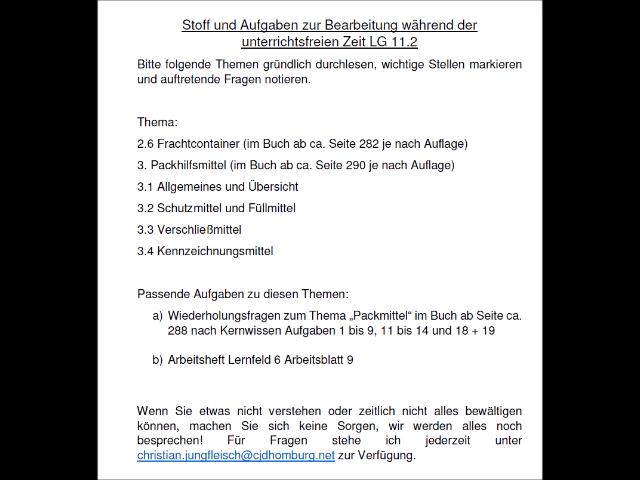 Stoff und Aufgaben zur Bearbeitung während der
unterrichtsfreien Zeit LG 11.2
Bitte folgende Themen gründlich durchlesen, wichtige Stellen markieren
und auftretende Fragen notieren.
Thema:
2.6 Frachtcontainer (im Buch ab ca. Seite 282 je nach Auflage)
3. Packhilfsmittel (im Buch ab ca. Seite 290 je nach Auflage)
3.1 Allgemeines und Übersicht
3.2 Schutzmittel und Füllmittel
3.3 Verschließmittel
3.4 Kennzeichnungsmittel
Passende Aufgaben zu diesen Themen:
a) Wiederholungsfragen zum Thema „Packmittel“ im Buch ab Seite ca.
288 nach Kernwissen Aufgaben 1 bis 9, 11 bis 14 und 18 + 19
b) Arbeitsheft Lernfeld 6 Arbeitsblatt 9
Wenn Sie etwas nicht verstehen oder zeitlich nicht alles bewältigen
können, machen Sie sich keine Sorgen, wir werden alles noch
besprechen! Für Fragen stehe ich jederzeit unter
christian.jungfleisch@cjdhomburg.net zur Verfügung.